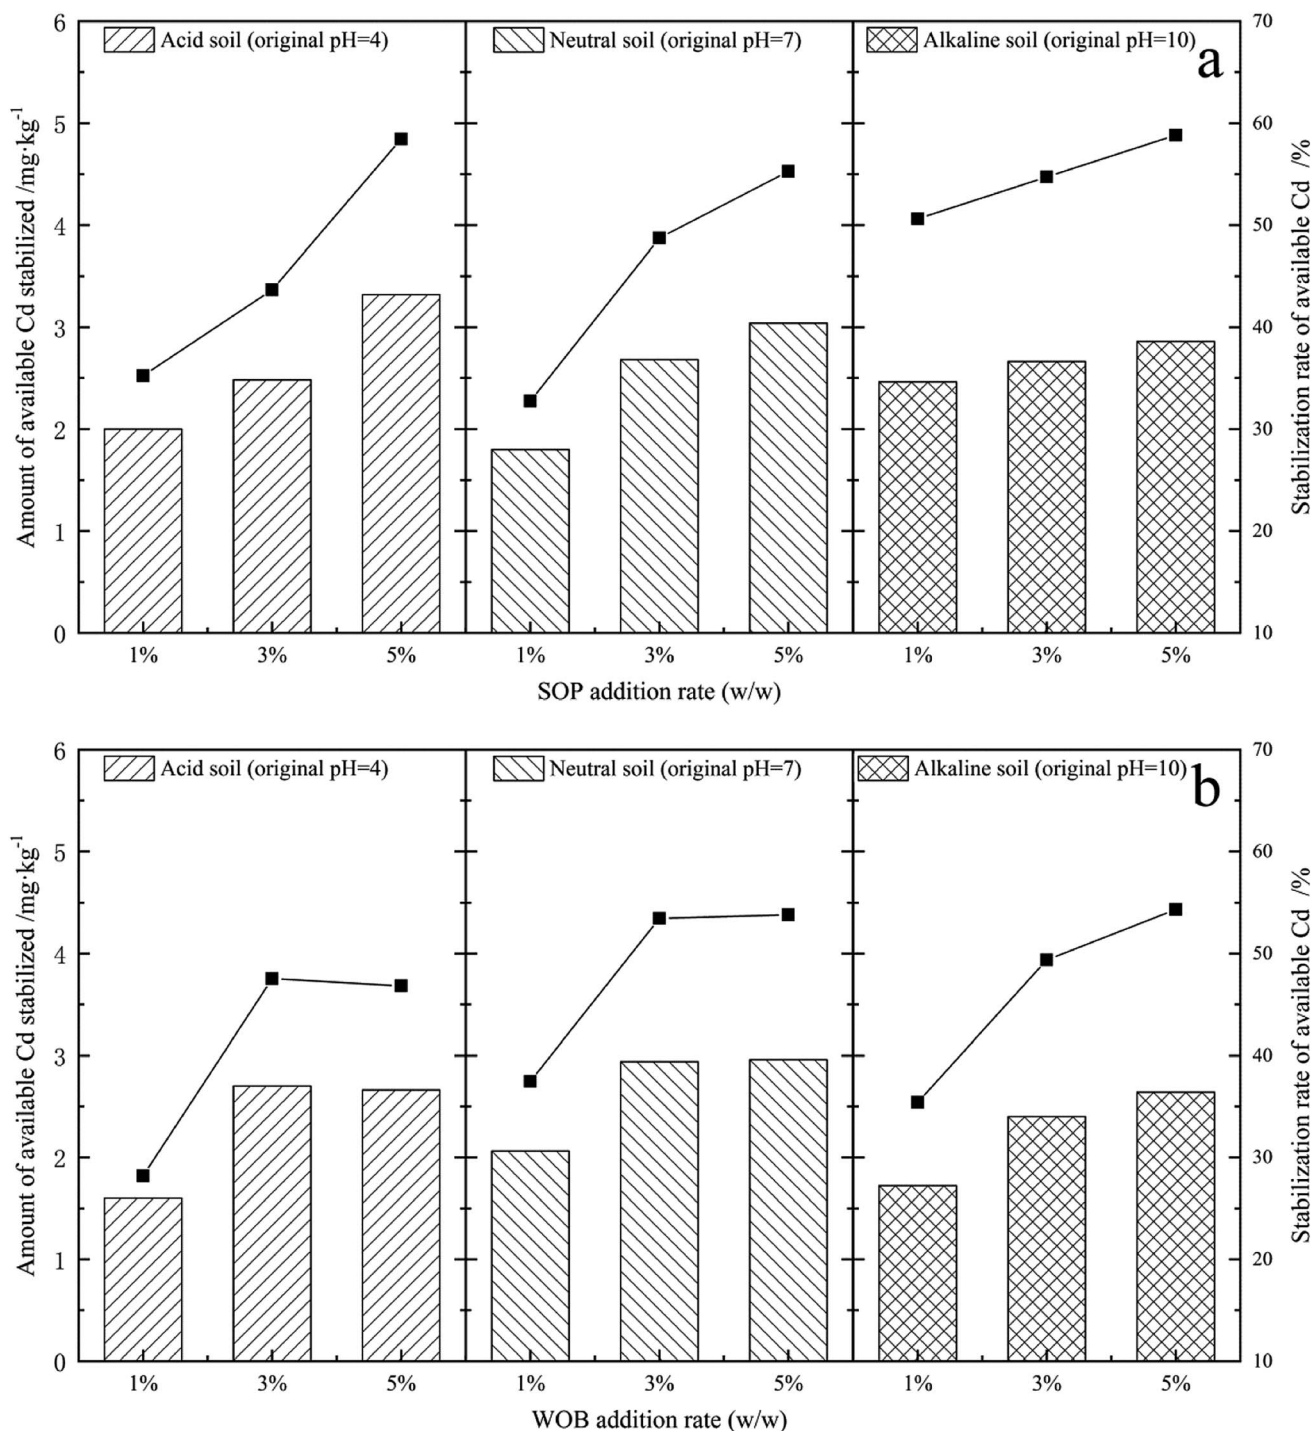 Acid soil (original pH=4)
Neutral soil (original pH=7)
Alkaline soil (original pH=10)
a
Amount of available Cd stabilized /mg·kg⁻¹
6
5
4
3
2
1
0
70
60
50
40
30
20
10
Stabilization rate of available Cd /%
1% 3% 5% 1% 3% 5% 1% 3% 5%
SOP addition rate (w/w)
Acid soil (original pH=4)
Neutral soil (original pH=7)
Alkaline soil (original pH=10)
b
Amount of available Cd stabilized /mg·kg⁻¹
6
5
4
3
2
1
0
70
60
50
40
30
20
10
Stabilization rate of available Cd /%
1% 3% 5% 1% 3% 5% 1% 3% 5%
WOB addition rate (w/w)